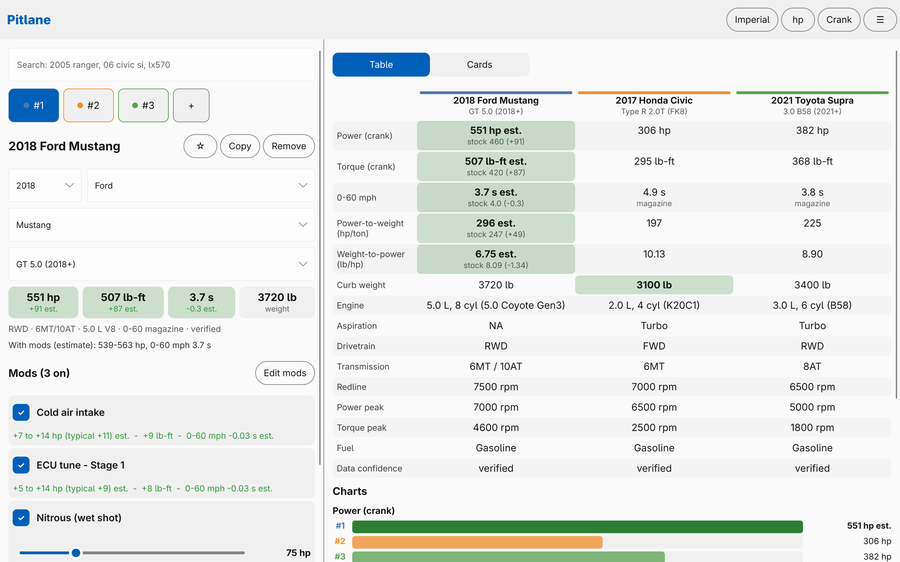 Pitlane
Imperial
hp
Crank
☰
Search: 2005 ranger, 06 civic si, lx570
#1
#2
#3
+
2018 Ford Mustang
☆
Copy
Remove
2018
Ford
Mustang
GT 5.0 (2018+)
551 hp
+91 est.
507 lb-ft
+87 est.
3.7 s
-0.3 est.
3720 lb
weight
RWD · 6MT/10AT · 5.0 L V8 · 0-60 magazine · verified
With mods (estimate): 539-563 hp, 0-60 mph 3.7 s
Mods (3 on)
Edit mods
Cold air intake
+7 to +14 hp (typical +11) est. - +9 lb-ft - 0-60 mph -0.03 s est.
ECU tune - Stage 1
+5 to +14 hp (typical +9) est. - +8 lb-ft - 0-60 mph -0.03 s est.
Nitrous (wet shot)
75 hp
Table
Cards
2018 Ford Mustang
GT 5.0 (2018+)
2017 Honda Civic
Type R 2.0T (FK8)
2021 Toyota Supra
3.0 B58 (2021+)
Power (crank)
551 hp est.
stock 460 (+91)
306 hp
382 hp
Torque (crank)
507 lb-ft est.
stock 420 (+87)
295 lb-ft
368 lb-ft
0-60 mph
3.7 s est.
stock 4.0 (-0.3)
4.9 s
magazine
3.8 s
magazine
Power-to-weight
(hp/ton)
296 est.
stock 247 (+49)
197
225
Weight-to-power
(lb/hp)
6.75 est.
stock 8.09 (-1.34)
10.13
8.90
Curb weight
3720 lb
3100 lb
3400 lb
Engine
5.0 L, 8 cyl (5.0 Coyote Gen3)
2.0 L, 4 cyl (K20C1)
3.0 L, 6 cyl (B58)
Aspiration
NA
Turbo
Turbo
Drivetrain
RWD
FWD
RWD
Transmission
6MT / 10AT
6MT
8AT
Redline
7500 rpm
7000 rpm
6500 rpm
Power peak
7000 rpm
6500 rpm
5000 rpm
Torque peak
4600 rpm
2500 rpm
1800 rpm
Fuel
Gasoline
Gasoline
Gasoline
Data confidence
verified
verified
verified
Charts
Power (crank)
#1
551 hp est.
#2
306 hp
#3
382 hp